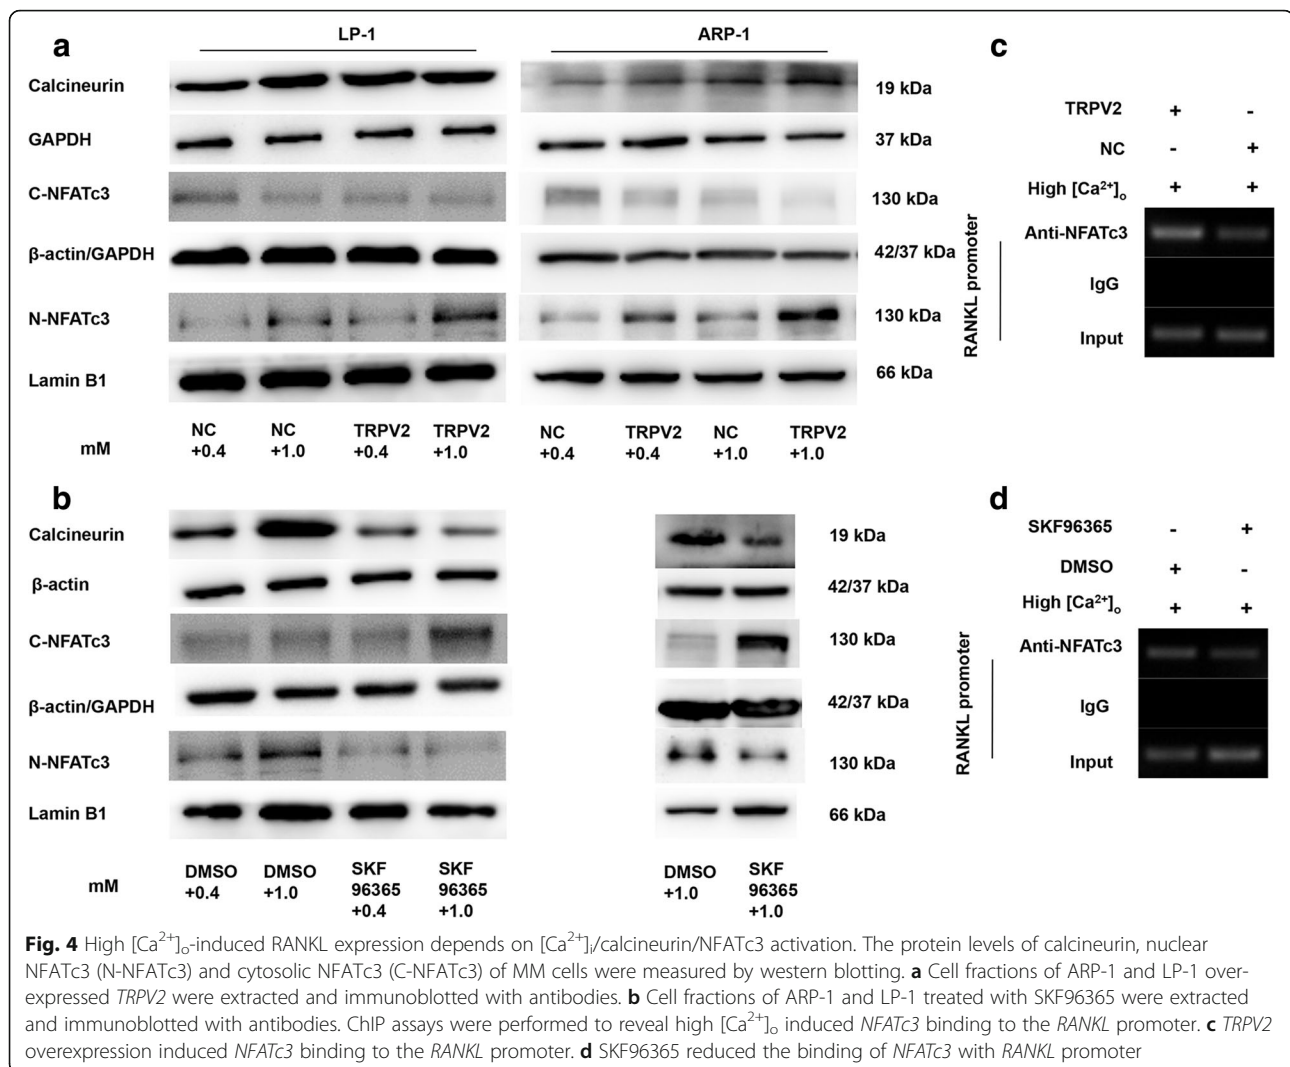 a
LP-1
ARP-1
Calcineurin
19 kDa
GAPDH
37 kDa
C-NFATc3
130 kDa
β-actin/GAPDH
42/37 kDa
N-NFATc3
130 kDa
Lamin B1
66 kDa
mM
NC +0.4
NC +1.0
TRPV2 +0.4
TRPV2 +1.0
NC +0.4
TRPV2 +0.4
NC +1.0
TRPV2 +1.0
c
TRPV2 + -
NC - +
High [Ca²⁺]ₒ + +
RANKL promoter
Anti-NFATc3
IgG
Input
b
Calcineurin
19 kDa
β-actin
42/37 kDa
C-NFATc3
130 kDa
β-actin/GAPDH
42/37 kDa
N-NFATc3
130 kDa
Lamin B1
66 kDa
mM
DMSO +0.4
DMSO +1.0
SKF 96365 +0.4
SKF 96365 +1.0
DMSO +1.0
SKF 96365 +1.0
d
SKF96365 - +
DMSO + -
High [Ca²⁺]ₒ + +
RANKL promoter
Anti-NFATc3
IgG
Input
Fig. 4 High [Ca²⁺]ₒ-induced RANKL expression depends on [Ca²⁺]ᵢ/calcineurin/NFATc3 activation. The protein levels of calcineurin, nuclear
NFATc3 (N-NFATc3) and cytosolic NFATc3 (C-NFATc3) of MM cells were measured by western blotting. a Cell fractions of ARP-1 and LP-1 over-
expressed TRPV2 were extracted and immunoblotted with antibodies. b Cell fractions of ARP-1 and LP-1 treated with SKF96365 were extracted
and immunoblotted with antibodies. ChIP assays were performed to reveal high [Ca²⁺]ₒ induced NFATc3 binding to the RANKL promoter. c TRPV2
overexpression induced NFATc3 binding to the RANKL promoter. d SKF96365 reduced the binding of NFATc3 with RANKL promoter